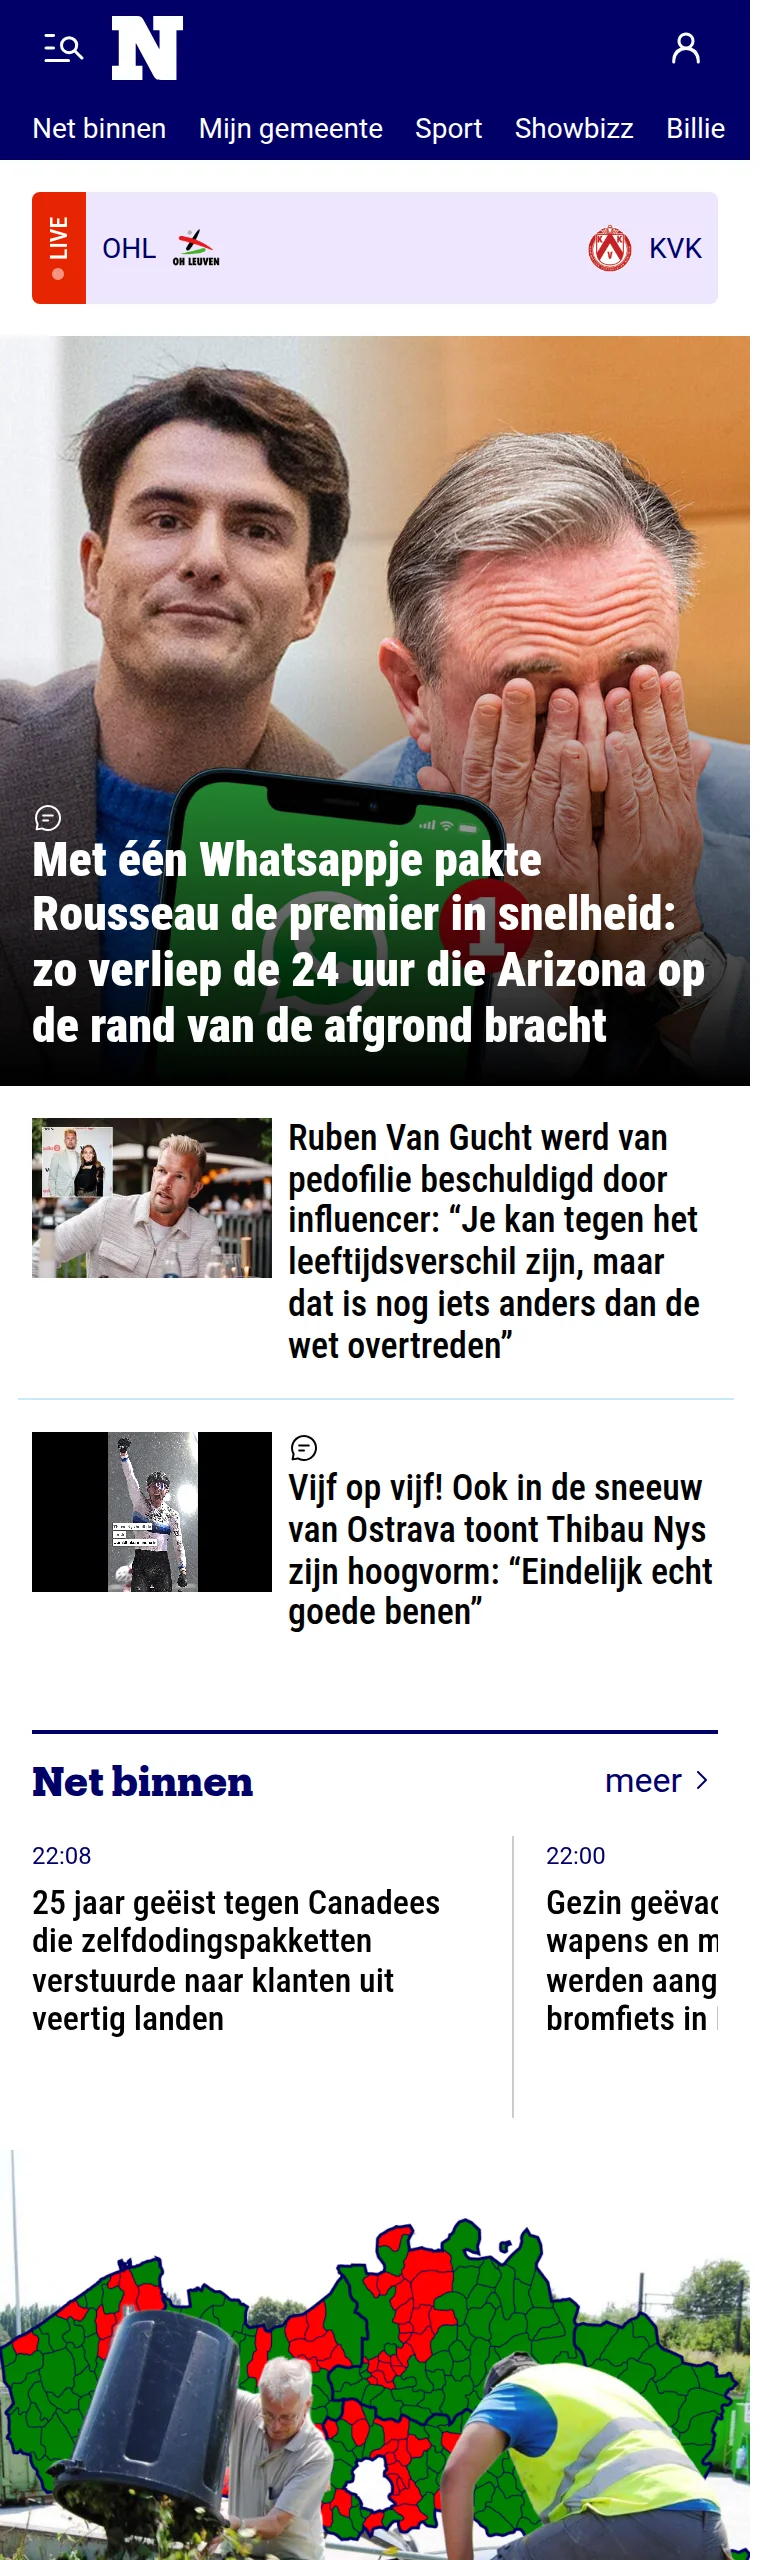 N
Net binnen Mijn gemeente Sport Showbizz Billie
LIVE
OHL
OH LEUVEN
KVK
1
Met één Whatsappje pakte
Rousseau de premier in snelheid:
zo verliep de 24 uur die Arizona op
de rand van de afgrond bracht
Ruben Van Gucht werd van
pedofilie beschuldigd door
influencer: “Je kan tegen het
leeftijdsverschil zijn, maar
dat is nog iets anders dan de
wet overtreden”
Vijf op vijf! Ook in de sneeuw
van Ostrava toont Thibau Nys
zijn hoogvorm: “Eindelijk echt
goede benen”
Net binnen
meer
22:08
25 jaar geëist tegen Canadees
die zelfdodingspakketten
verstuurde naar klanten uit
veertig landen
22:00
Gezin geëvac
wapens en m
werden aang
bromfiets in